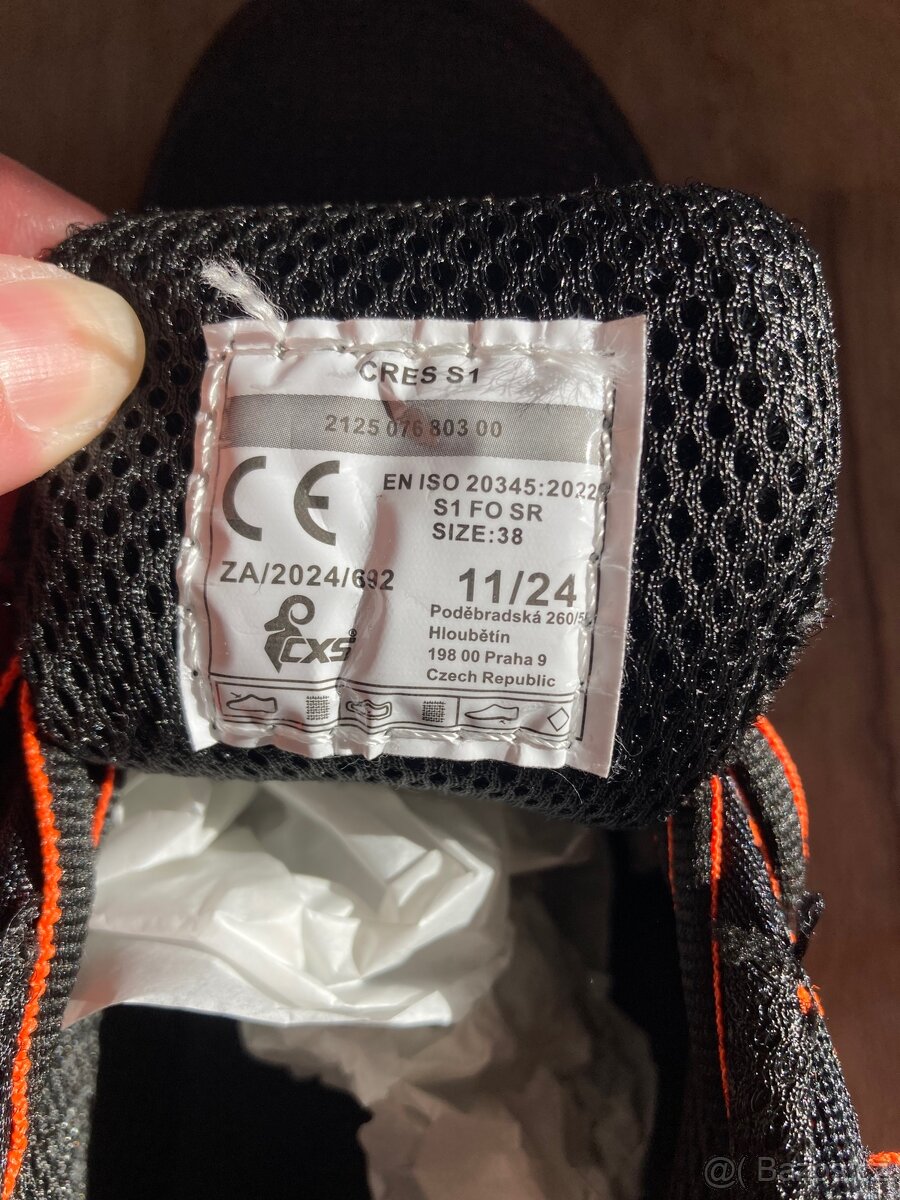 CRES S1
2125 076 803 00
CE
EN ISO 20345:2022
S1 FO SR
SIZE:38
ZA/2024/692
11/24
CXS®
Poděbradská 260/5
Hloubětín
198 00 Praha 9
Czech Republic